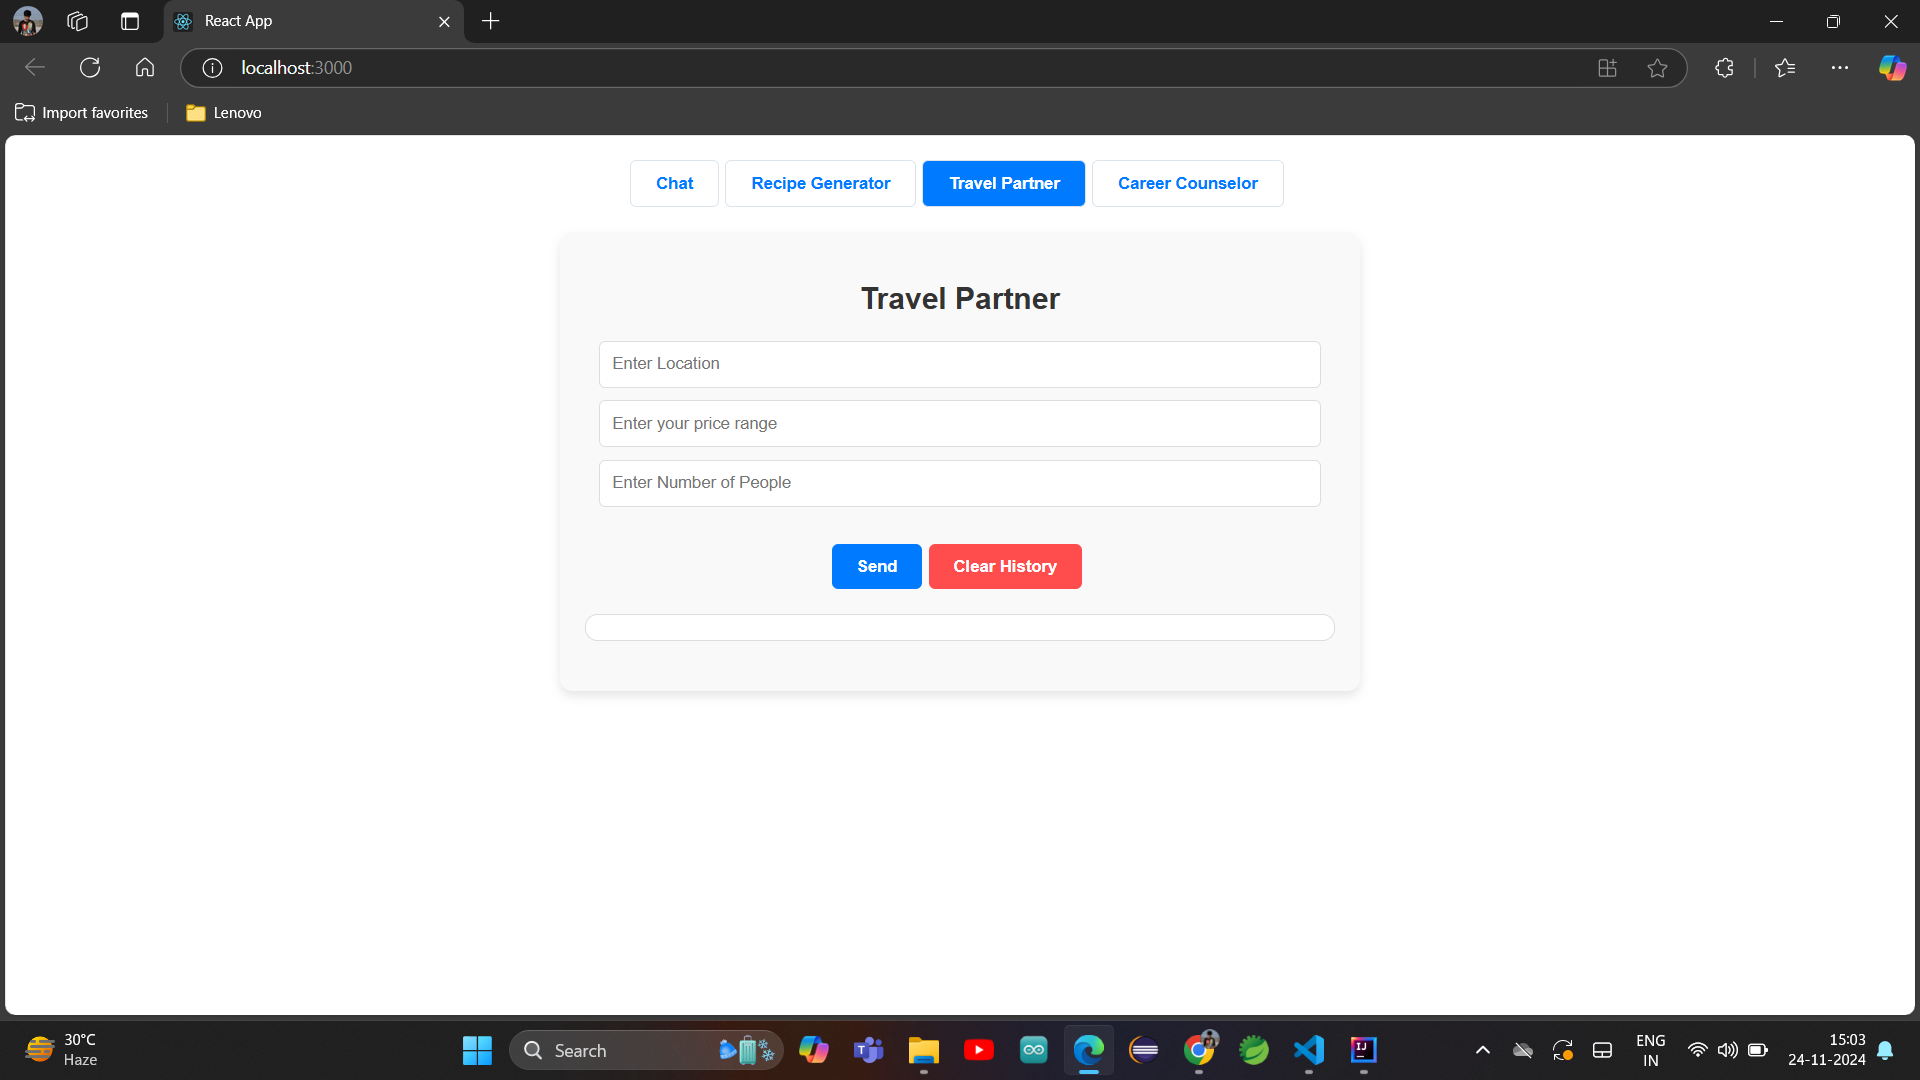 React App
localhost:3000
Import favorites
Lenovo
Chat
Recipe Generator
Travel Partner
Career Counselor
Travel Partner
Enter Location
Enter your price range
Enter Number of People
Send
Clear History
30°C
Haze
Search
T
IJ
ENG
IN
15:03
24-11-2024